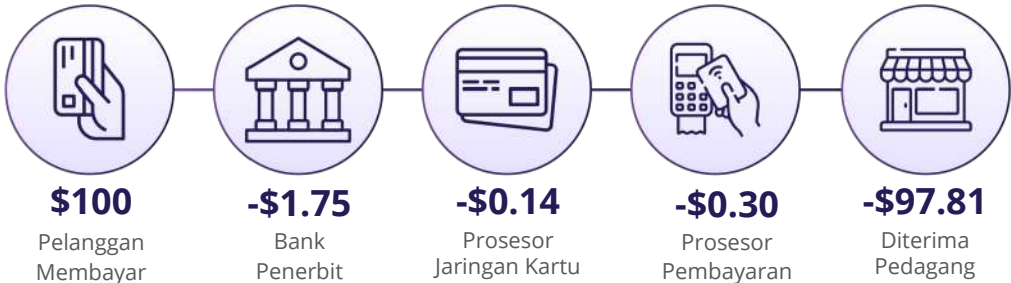 $100
Pelanggan
Membayar
-$1.75
Bank
Penerbit
-$0.14
Prosesor
Jaringan Kartu
-$0.30
Prosesor
Pembayaran
-$97.81
Diterima
Pedagang